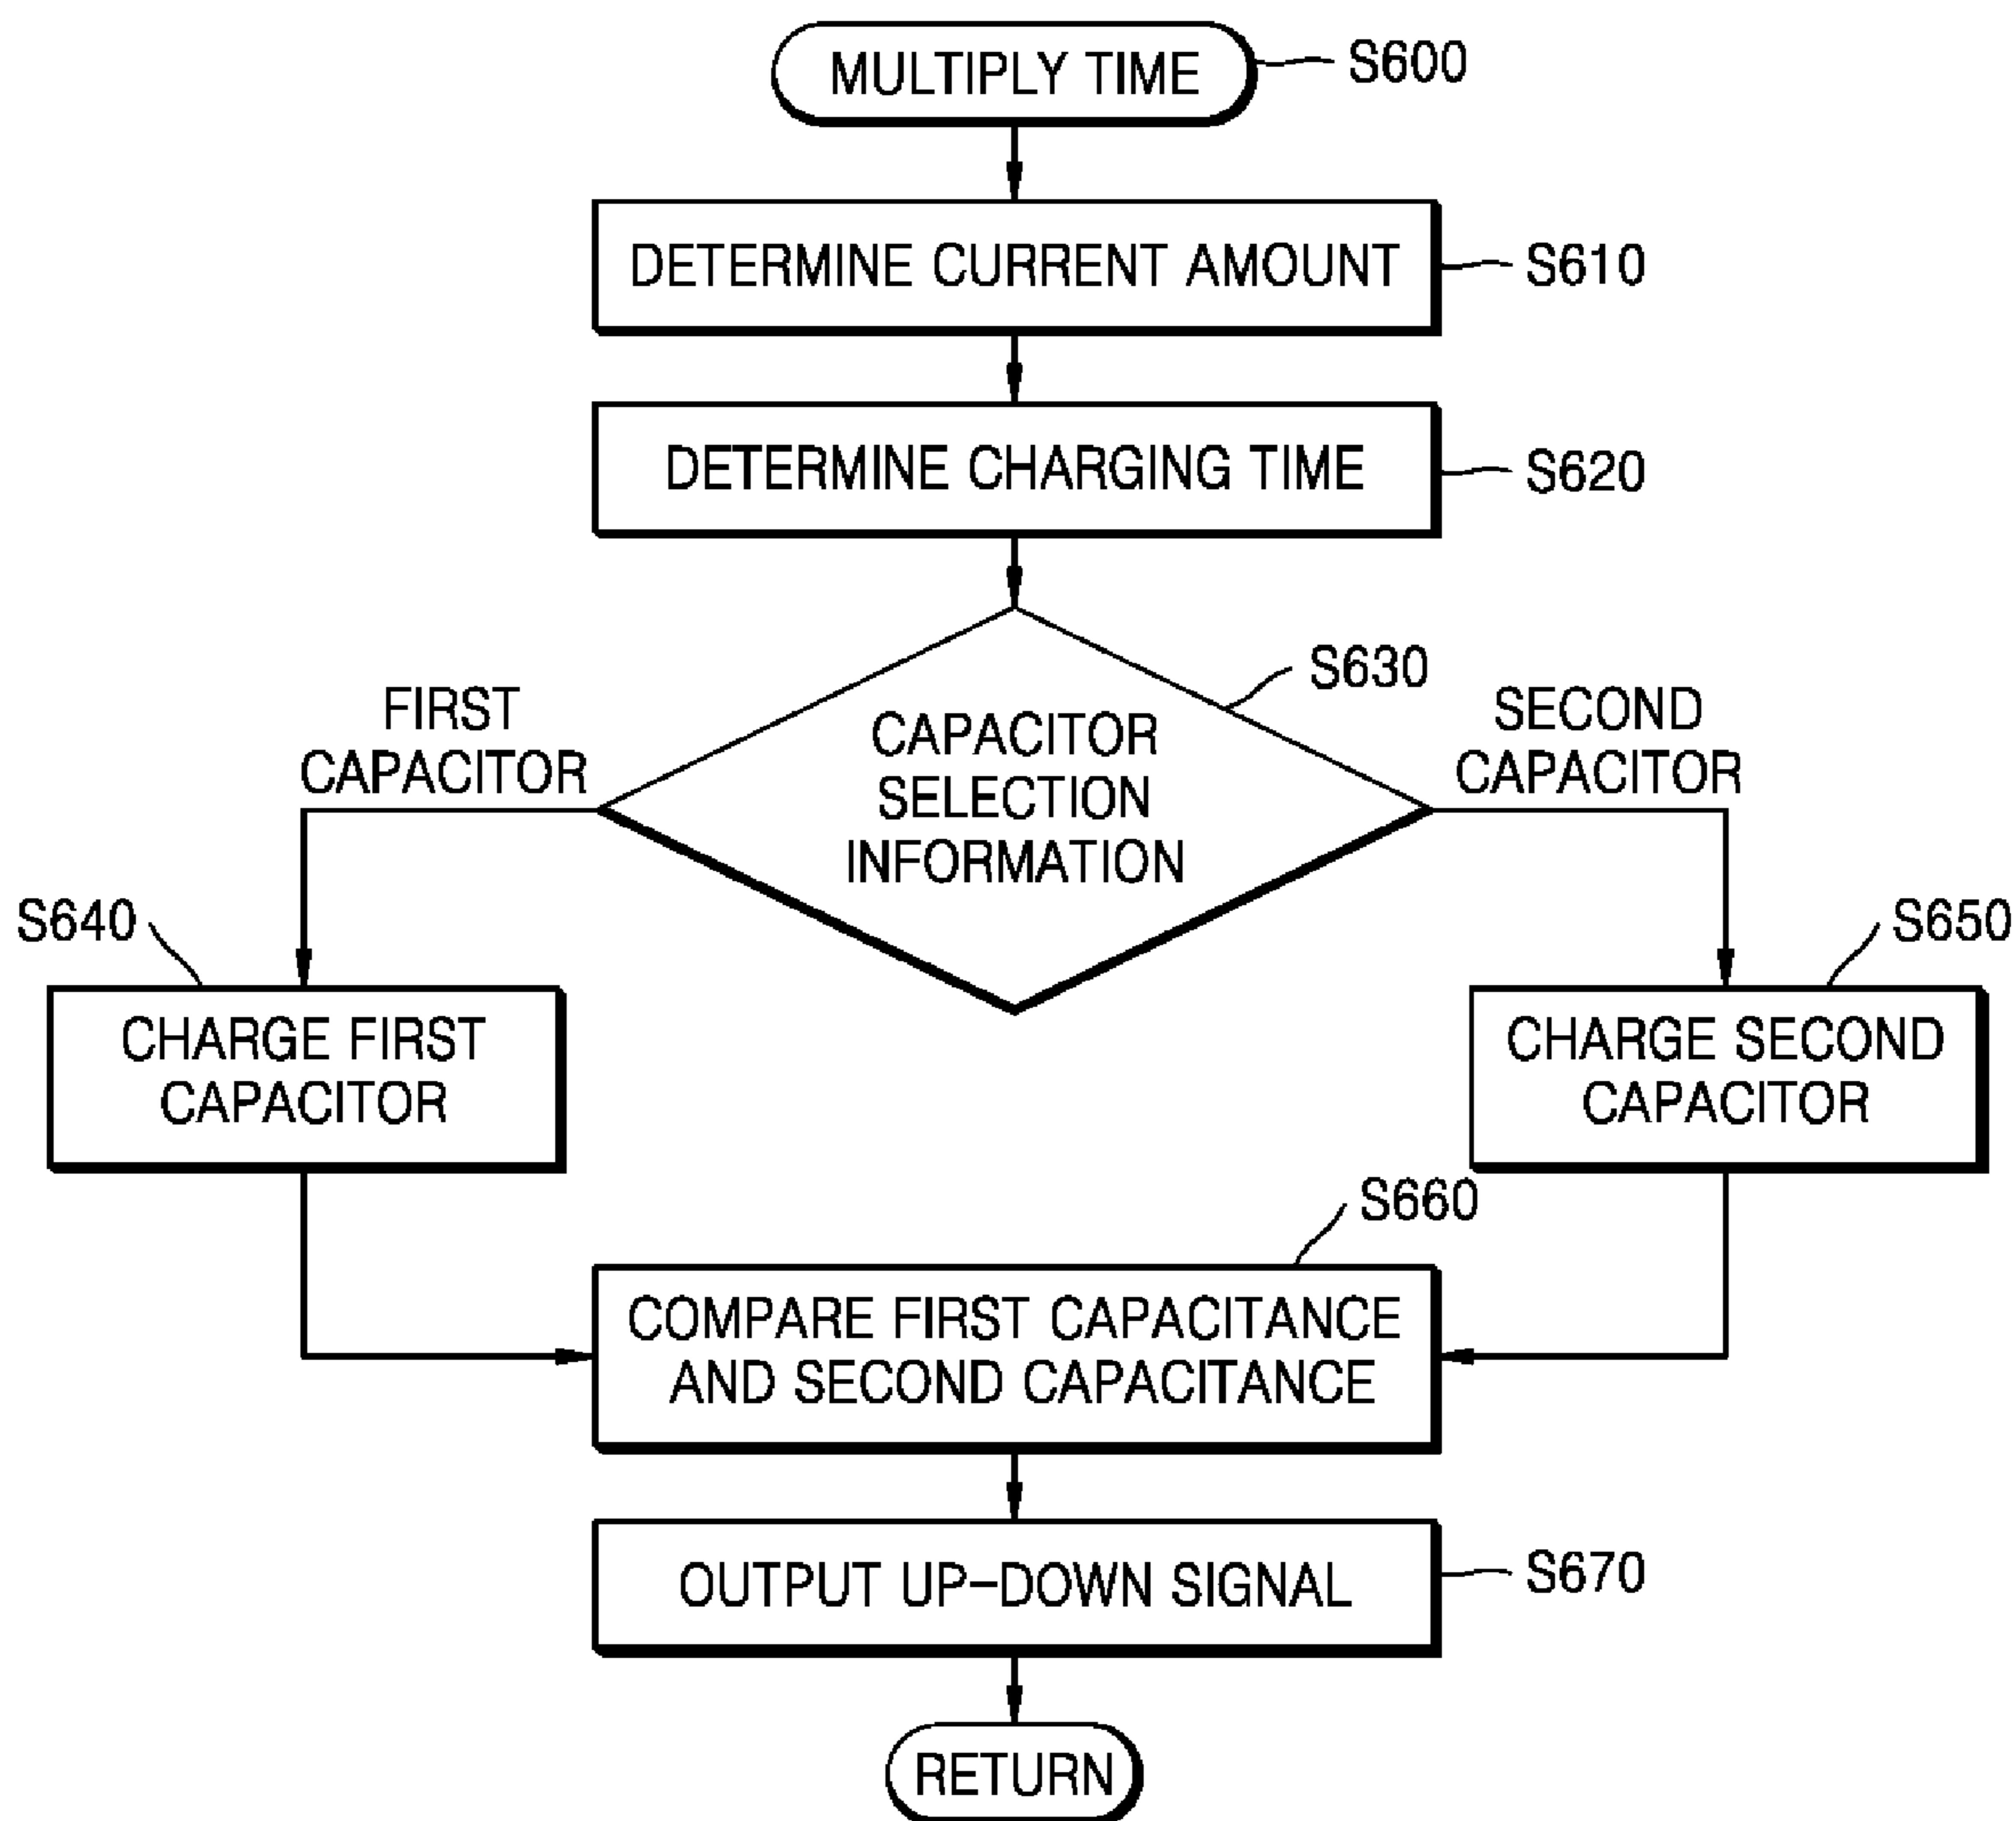 MULTIPLY TIME
S600
DETERMINE CURRENT AMOUNT
S610
DETERMINE CHARGING TIME
S620
S630
FIRST
CAPACITOR
CAPACITOR
SELECTION
INFORMATION
SECOND
CAPACITOR
S640
S650
CHARGE FIRST
CAPACITOR
CHARGE SECOND
CAPACITOR
S660
COMPARE FIRST CAPACITANCE
AND SECOND CAPACITANCE
OUTPUT UP-DOWN SIGNAL
S670
RETURN